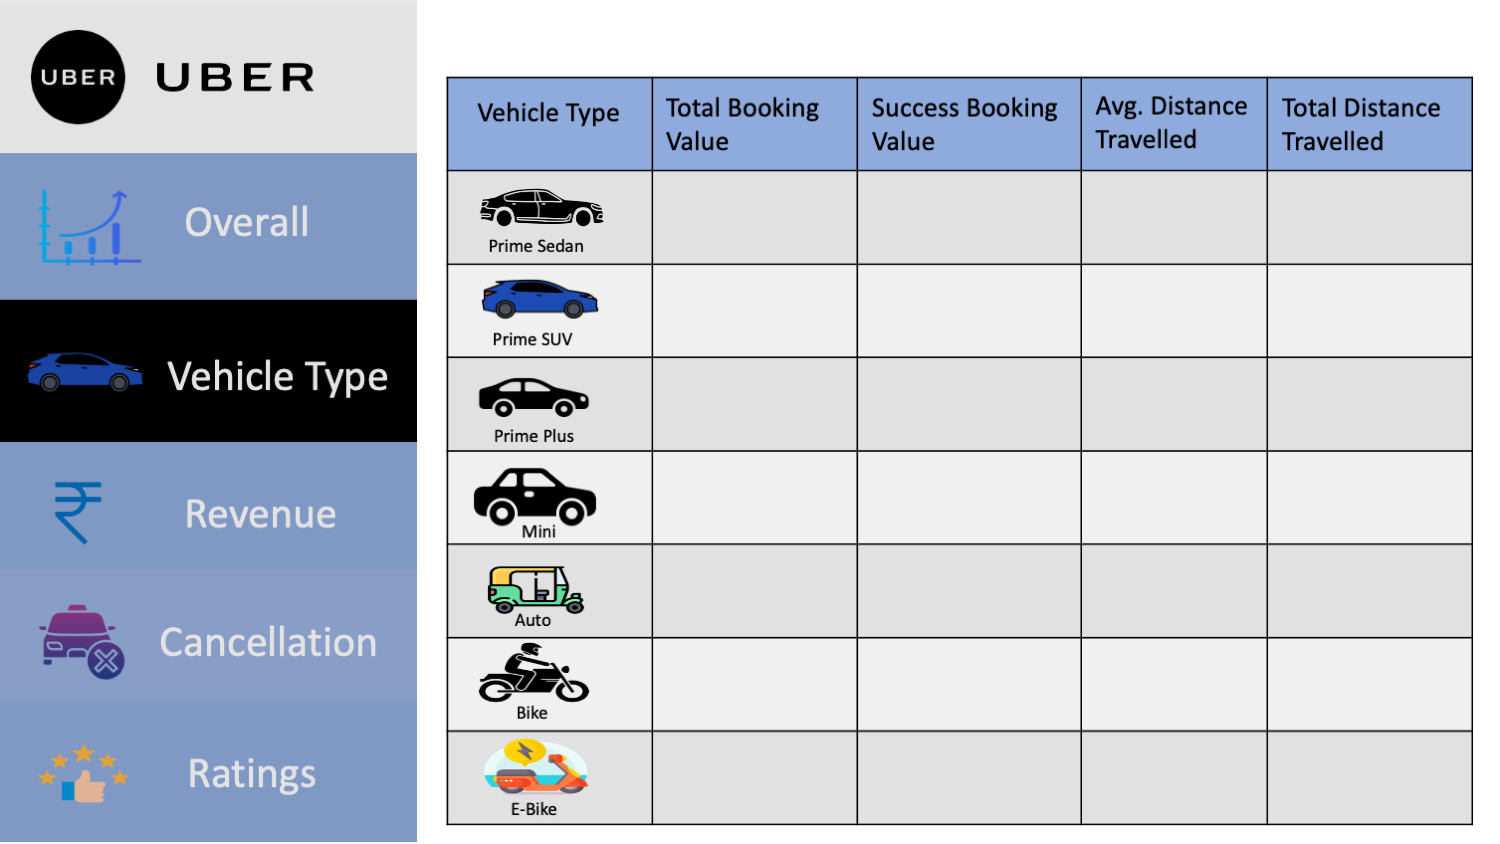 UBER
UBER
Overall
Vehicle Type
Revenue
Cancellation
Ratings
Vehicle Type
Total Booking
Value
Success Booking
Value
Avg. Distance
Travelled
Total Distance
Travelled
Prime Sedan
Prime SUV
Prime Plus
Mini
Auto
Bike
E-Bike